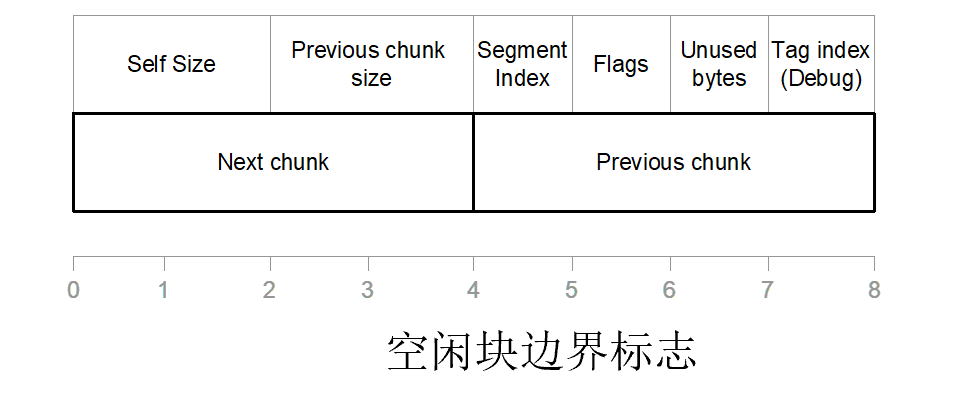 Self Size
Previous chunk
size
Segment
Index
Flags
Unused
bytes
Tag index
(Debug)
Next chunk
Previous chunk
0 1 2 3 4 5 6 7 8
空闲块边界标志